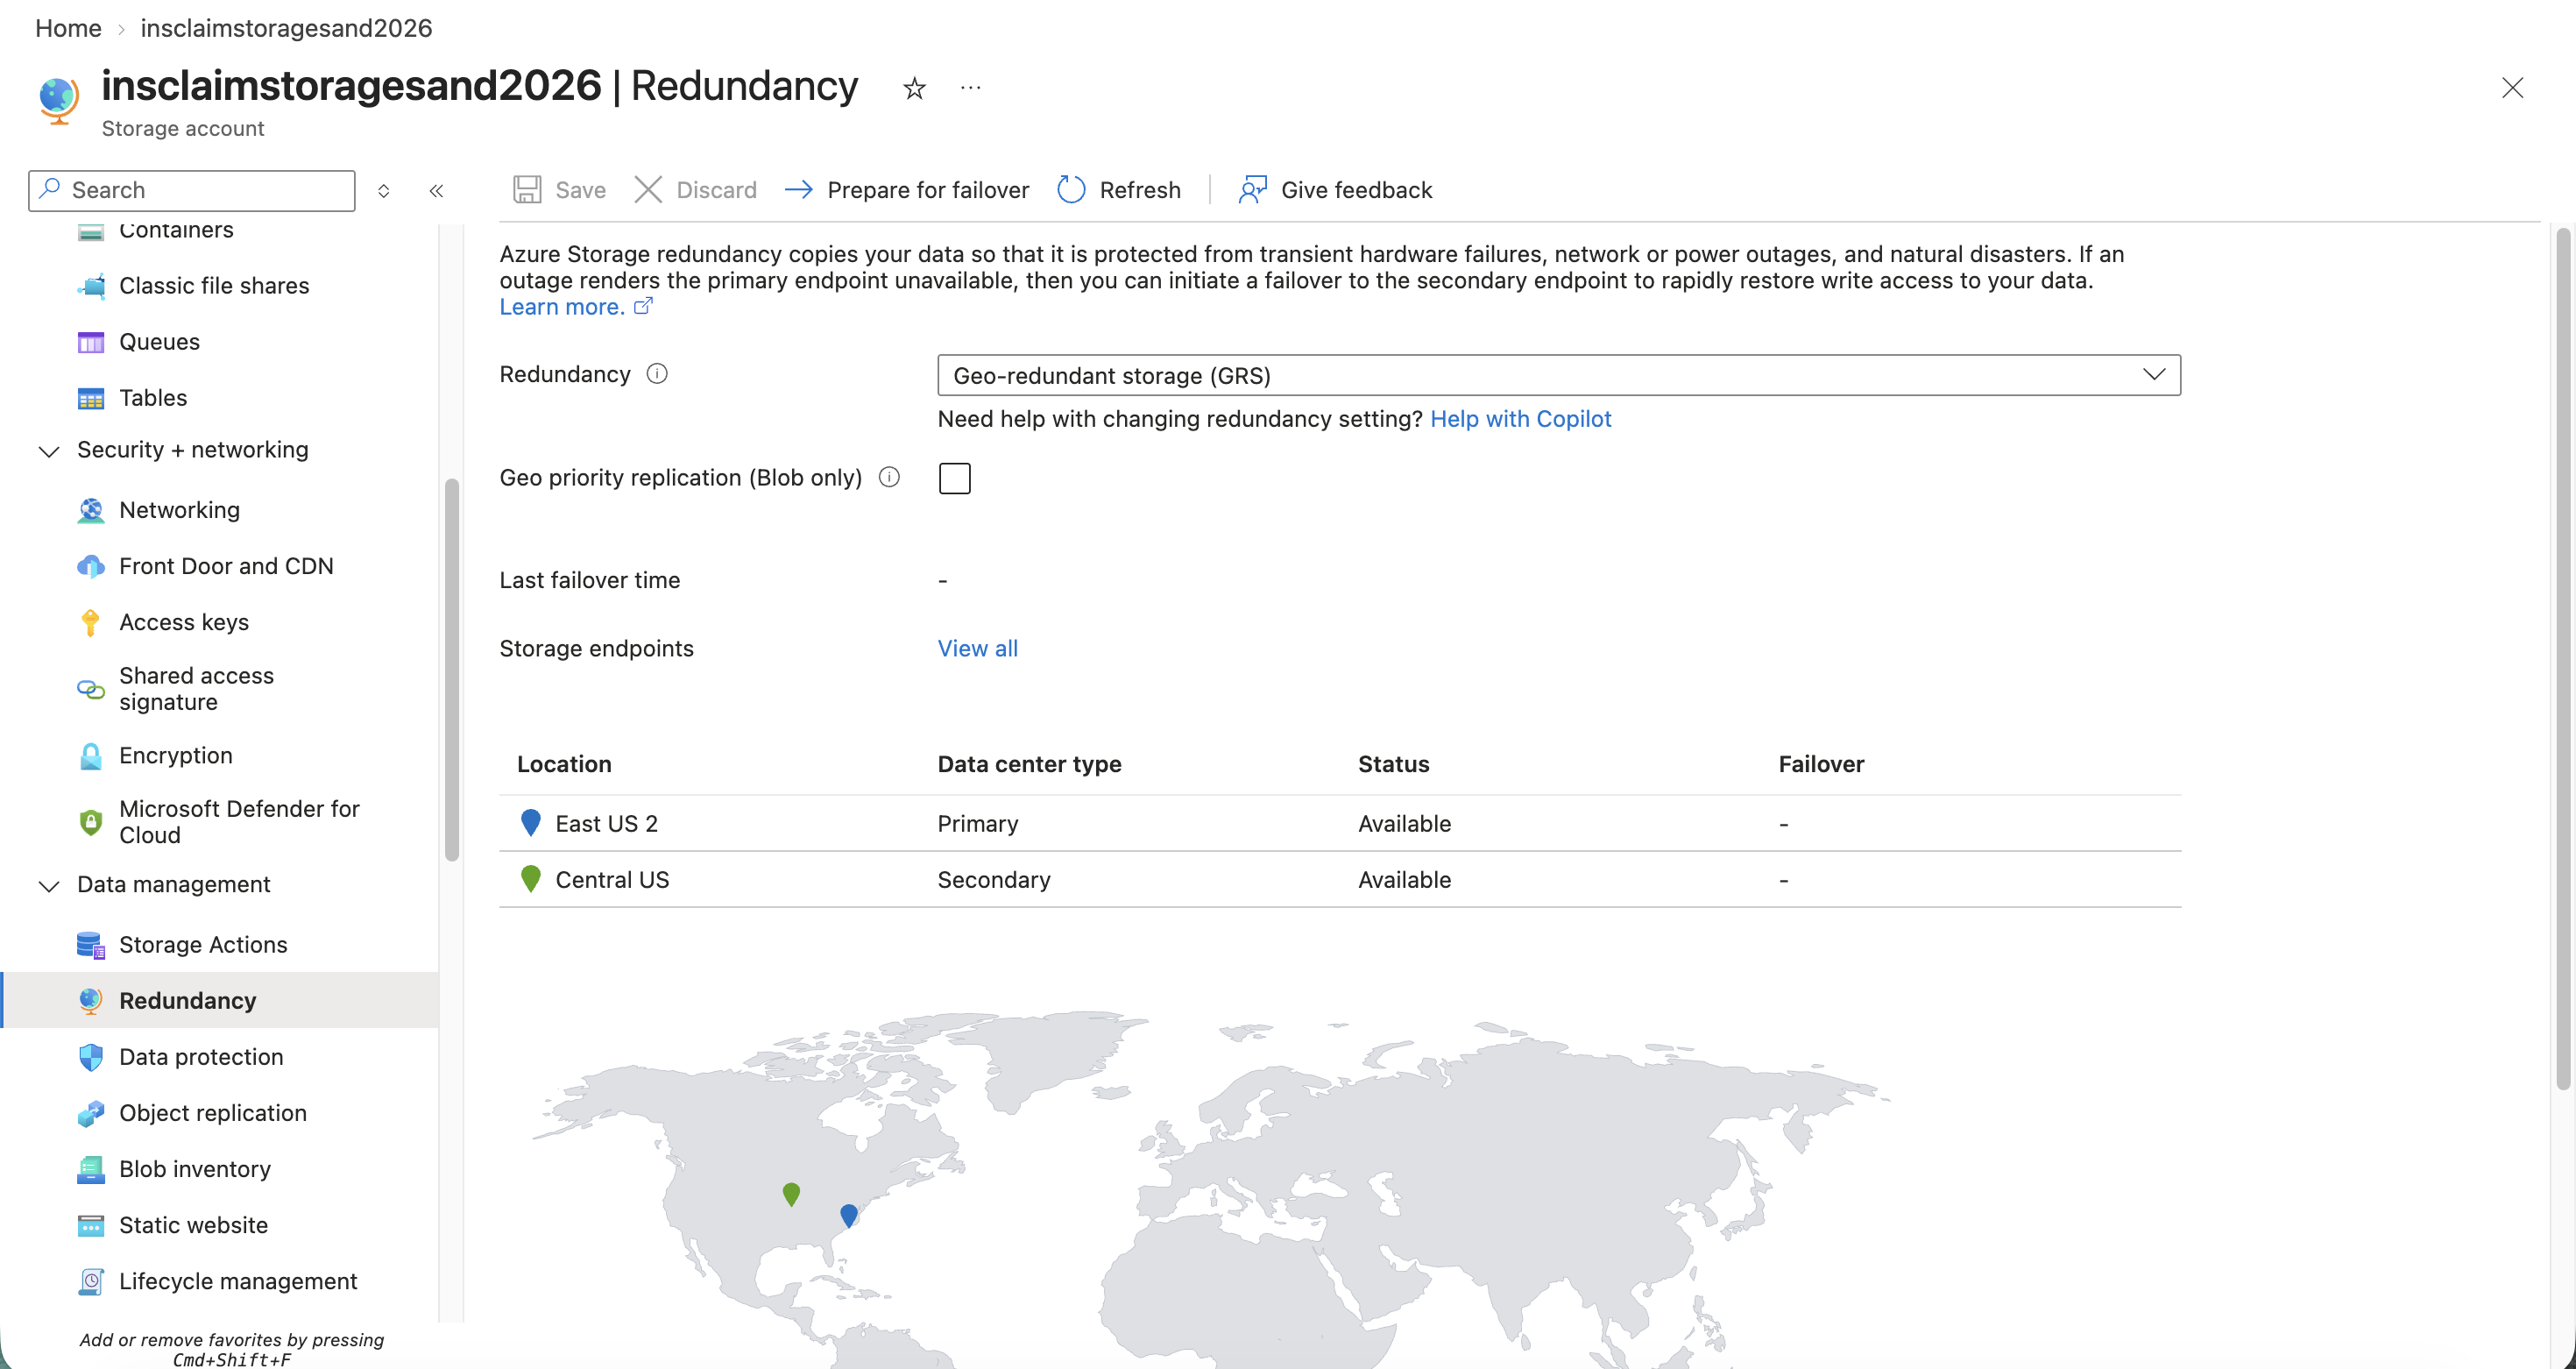 Home > insclaimstoragesand2026
insclaimstoragesand2026 | Redundancy
Storage account
Search
Save
Discard
Prepare for failover
Refresh
Give feedback
Containers
Classic file shares
Queues
Tables
Security + networking
Networking
Front Door and CDN
Access keys
Shared access
signature
Encryption
Microsoft Defender for
Cloud
Data management
Storage Actions
Redundancy
Data protection
Object replication
Blob inventory
Static website
Lifecycle management
Add or remove favorites by pressing
Cmd+Shift+F
Azure Storage redundancy copies your data so that it is protected from transient hardware failures, network or power outages, and natural disasters. If an
outage renders the primary endpoint unavailable, then you can initiate a failover to the secondary endpoint to rapidly restore write access to your data.
Learn more.
Redundancy
Geo-redundant storage (GRS)
Need help with changing redundancy setting? Help with Copilot
Geo priority replication (Blob only)
Last failover time -
Storage endpoints View all
Location Data center type Status Failover
East US 2 Primary Available -
Central US Secondary Available -